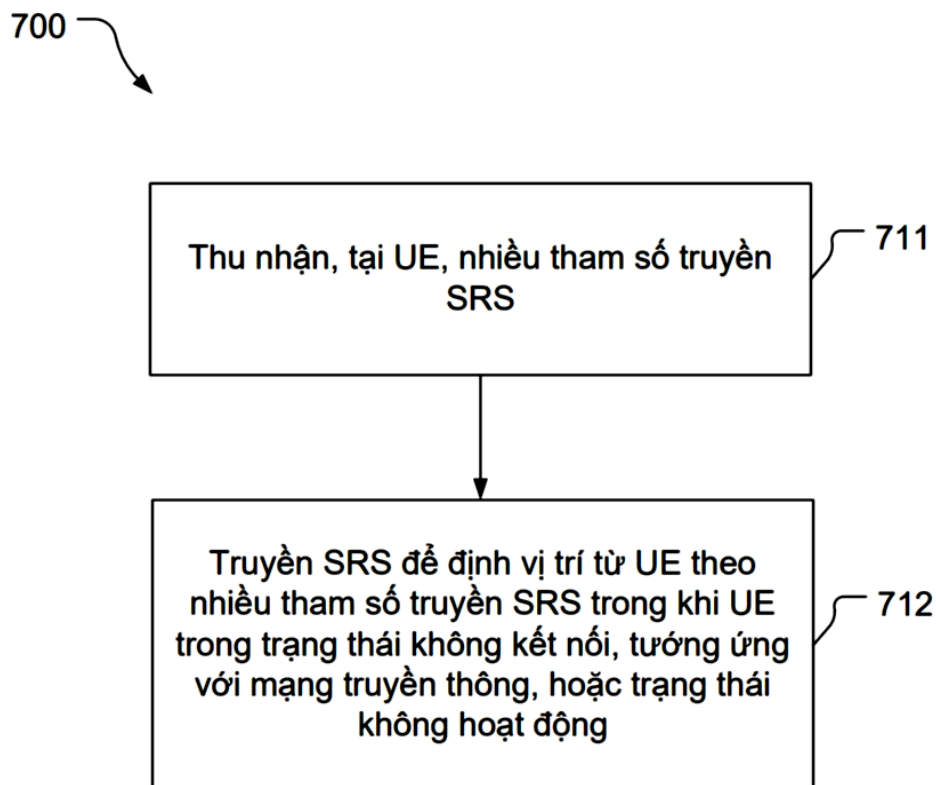 700
Thu nhận, tại UE, nhiều tham số truyền
SRS
711
Truyền SRS để định vị trí từ UE theo
nhiều tham số truyền SRS trong khi UE
trong trạng thái không kết nối, tướng ứng
với mạng truyền thông, hoặc trạng thái
không hoạt động
712